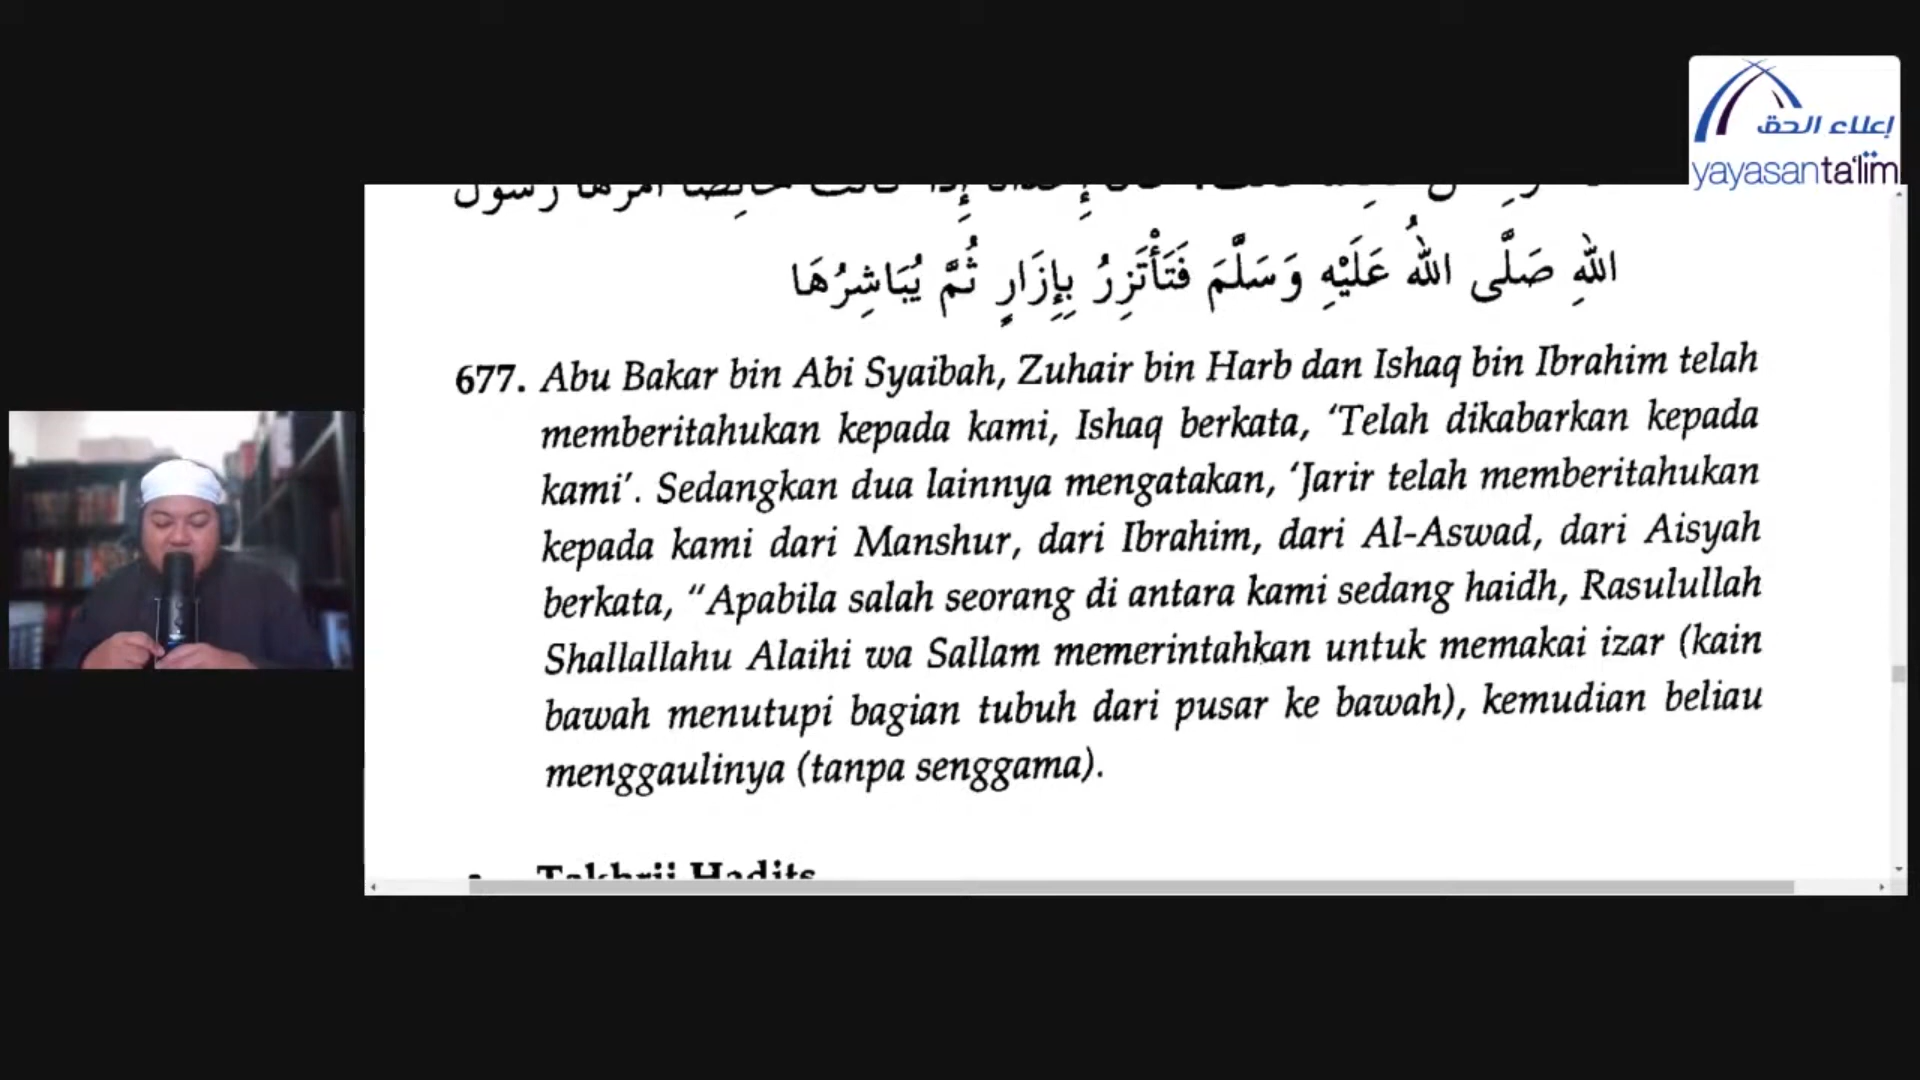 إعلاء الحق
yayasanta'lim
اللهِ صَلَّى اللهُ عَلَيْهِ وَسَلَّمَ فَتَأْتَزِرُ بِإِزَارٍ ثُمَّ يُبَاشِرُهَا
677. Abu Bakar bin Abi Syaibah, Zuhair bin Harb dan Ishaq bin Ibrahim telah
memberitahukan kepada kami, Ishaq berkata, ‘Telah dikabarkan kepada
kami’. Sedangkan dua lainnya mengatakan, ‘Jarir telah memberitahukan
kepada kami dari Manshur, dari Ibrahim, dari Al-Aswad, dari Aisyah
berkata, “Apabila salah seorang di antara kami sedang haidh, Rasulullah
Shallallahu Alaihi wa Sallam memerintahkan untuk memakai izar (kain
bawah menutupi bagian tubuh dari pusar ke bawah), kemudian beliau
menggaulinya (tanpa senggama).
• Takhrij Hadits